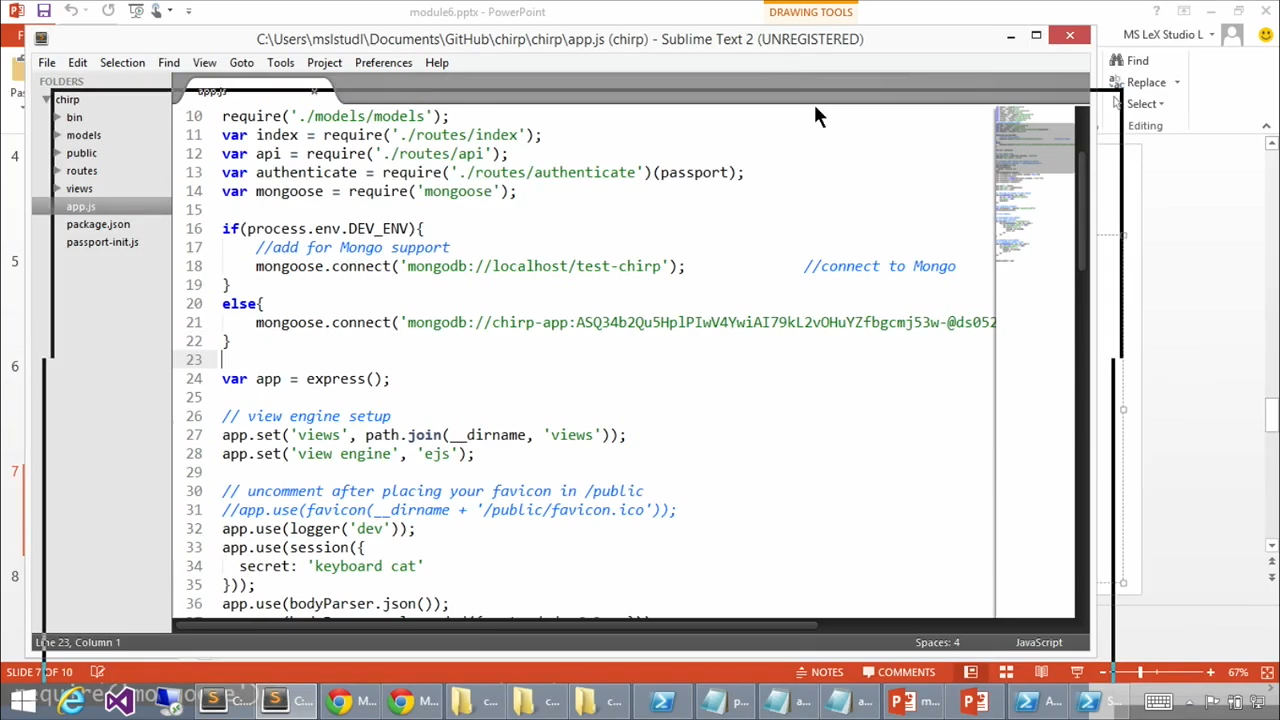 module6.pptx - PowerPoint
DRAWING TOOLS
C:\Users\mslstudl\Documents\GitHub\chirp\chirp\app.js (chirp) - Sublime Text 2 (UNREGISTERED)
MS LeX Studio L
File Edit Selection Find View Goto Tools Project Preferences Help
Find
Replace
Select
Editing
FOLDERS
chirp
bin
models
public
routes
views
app.js
package.json
passport-init.js
app.js
10 require('./models/models');
11 var index = require('./routes/index');
12 var api = require('./routes/api');
13 var authenticate = require('./routes/authenticate')(passport);
14 var mongoose = require('mongoose');
15
16 if(process.env.DEV_ENV){
17 //add for Mongo support
18 mongoose.connect('mongodb://localhost/test-chirp'); //connect to Mongo
19 }
20 else{
21 mongoose.connect('mongodb://chirp-app:ASQ34b2Qu5HplPIwV4YwiAI79kL2vOHuYZfbgcmj53w-@ds052
22 }
23
24 var app = express();
25
26 // view engine setup
27 app.set('views', path.join(__dirname, 'views'));
28 app.set('view engine', 'ejs');
29
30 // uncomment after placing your favicon in /public
31 //app.use(favicon(__dirname + '/public/favicon.ico'));
32 app.use(logger('dev'));
33 app.use(session({
34 secret: 'keyboard cat'
35 }));
36 app.use(bodyParser.json());
4
5
6
7
8
Line 23, Column 1
Spaces: 4
JavaScript
SLIDE 7 OF 10
NOTES
COMMENTS
67%
C...
C...
M...
M...
c...
c...
c...
p...
a...
a...
m...
A...
S...